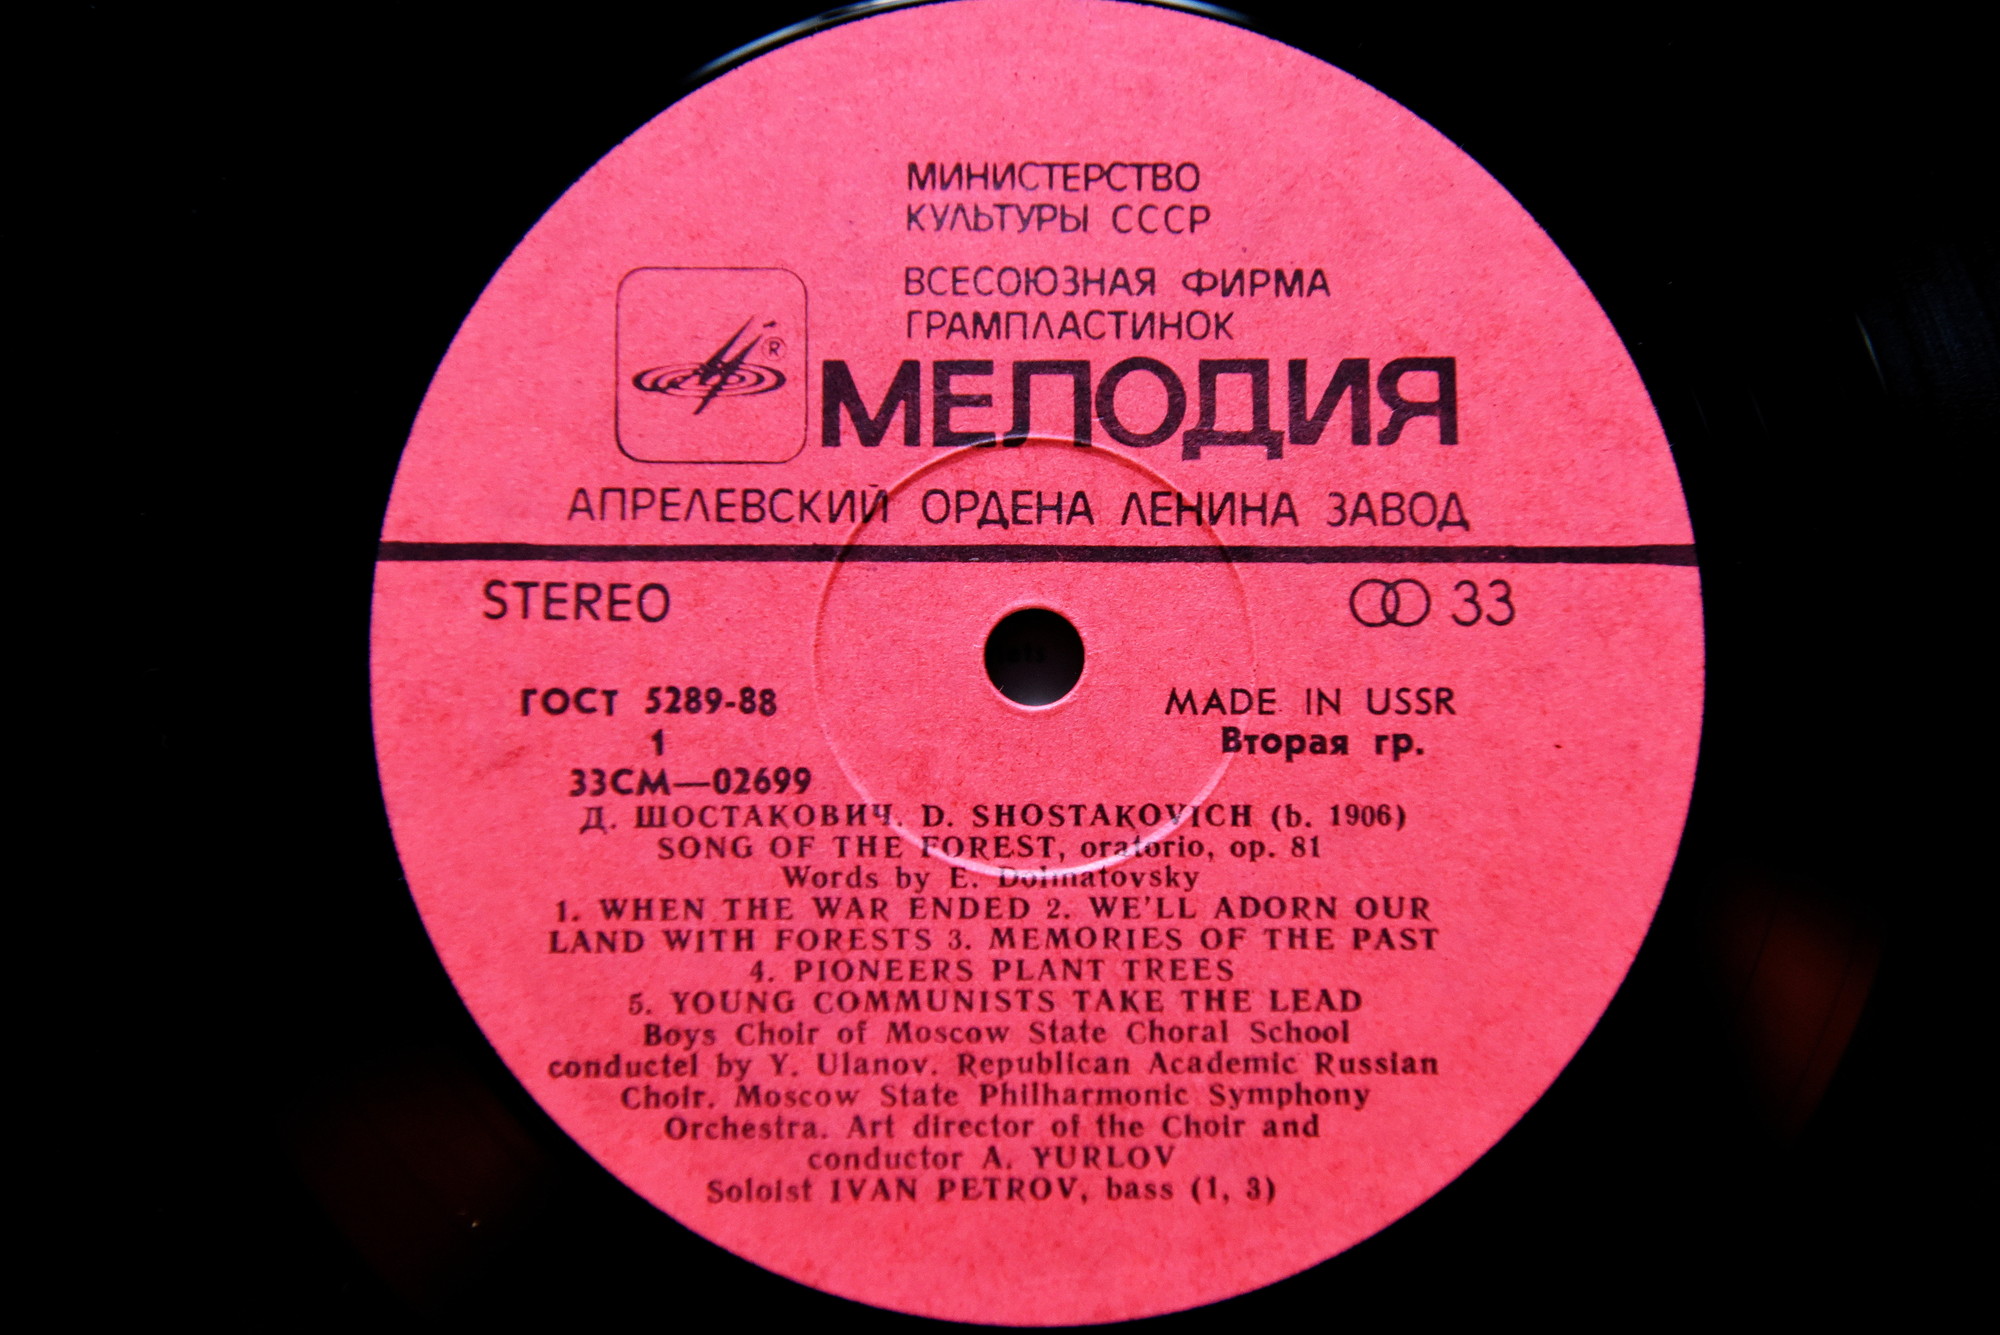 МИНИСТЕРСТВО
КУЛЬТУРЫ СССР
ВСЕСОЮЗНАЯ ФИРМА
ГРАМПЛАСТИНОК
R
МЕЛОДИЯ
АПРЕЛЕВСКИЙ ОРДЕНА ЛЕНИНА ЗАВОД
STEREO 33
ГОСТ 5289-88 MADE IN USSR
1 Вторая гр.
33СМ—02699
Д. ШОСТАКОВИЧ. D. SHOSTAKOVICH (b. 1906)
SONG OF THE FOREST, oratorio, op. 81
Words by E. Dolmatovsky
1. WHEN THE WAR ENDED 2. WE'LL ADORN OUR
LAND WITH FORESTS 3. MEMORIES OF THE PAST
4. PIONEERS PLANT TREES
5. YOUNG COMMUNISTS TAKE THE LEAD
Boys Choir of Moscow State Choral School
conductel by Y. Ulanov. Republican Academic Russian
Choir. Moscow State Philharmonic Symphony
Orchestra. Art director of the Choir and
conductor A. YURLOV
Soloist IVAN PETROV, bass (1, 3)